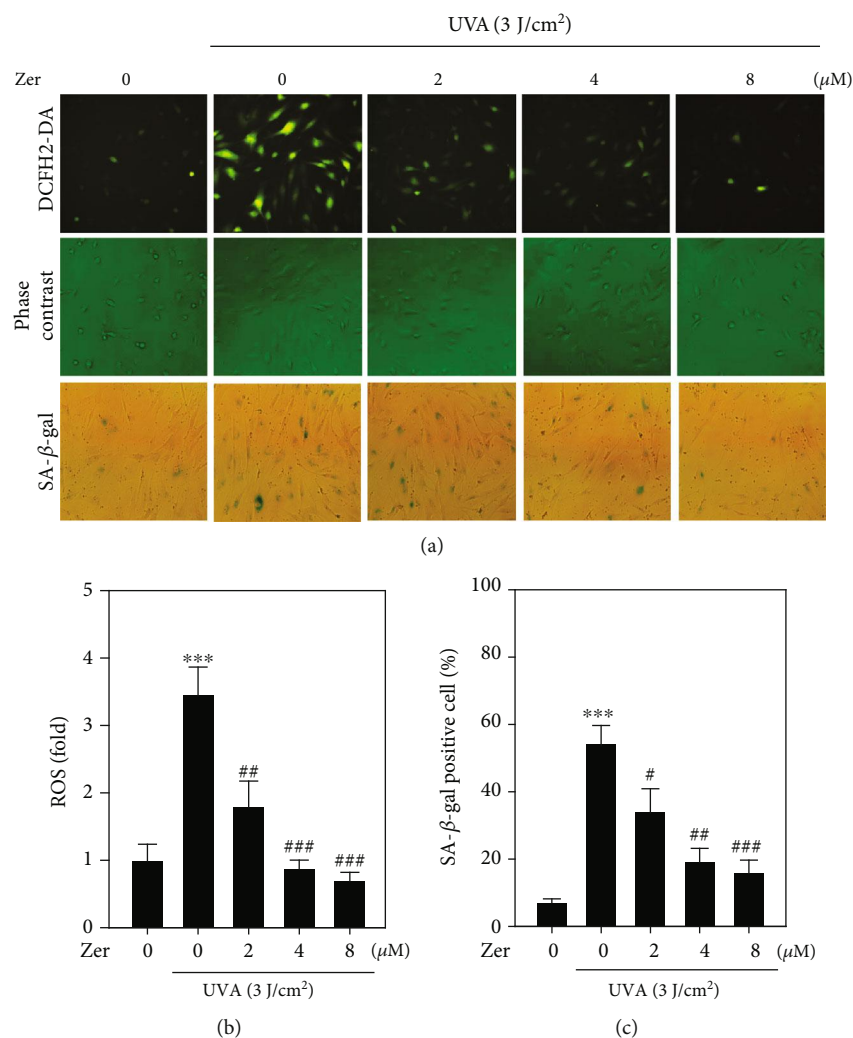 UVA (3 J/cm²)
Zer 0 0 2 4 8 (μM)
DCFH2-DA
Phase
contrast
SA-β-gal
(a)
5
4
3
2
1
0
ROS (fold)
***
##
###
###
Zer 0 0 2 4 8 (μM)
UVA (3 J/cm²)
(b)
100
80
60
40
20
0
SA-β-gal positive cell (%)
***
#
##
###
Zer 0 0 2 4 8 (μM)
UVA (3 J/cm²)
(c)